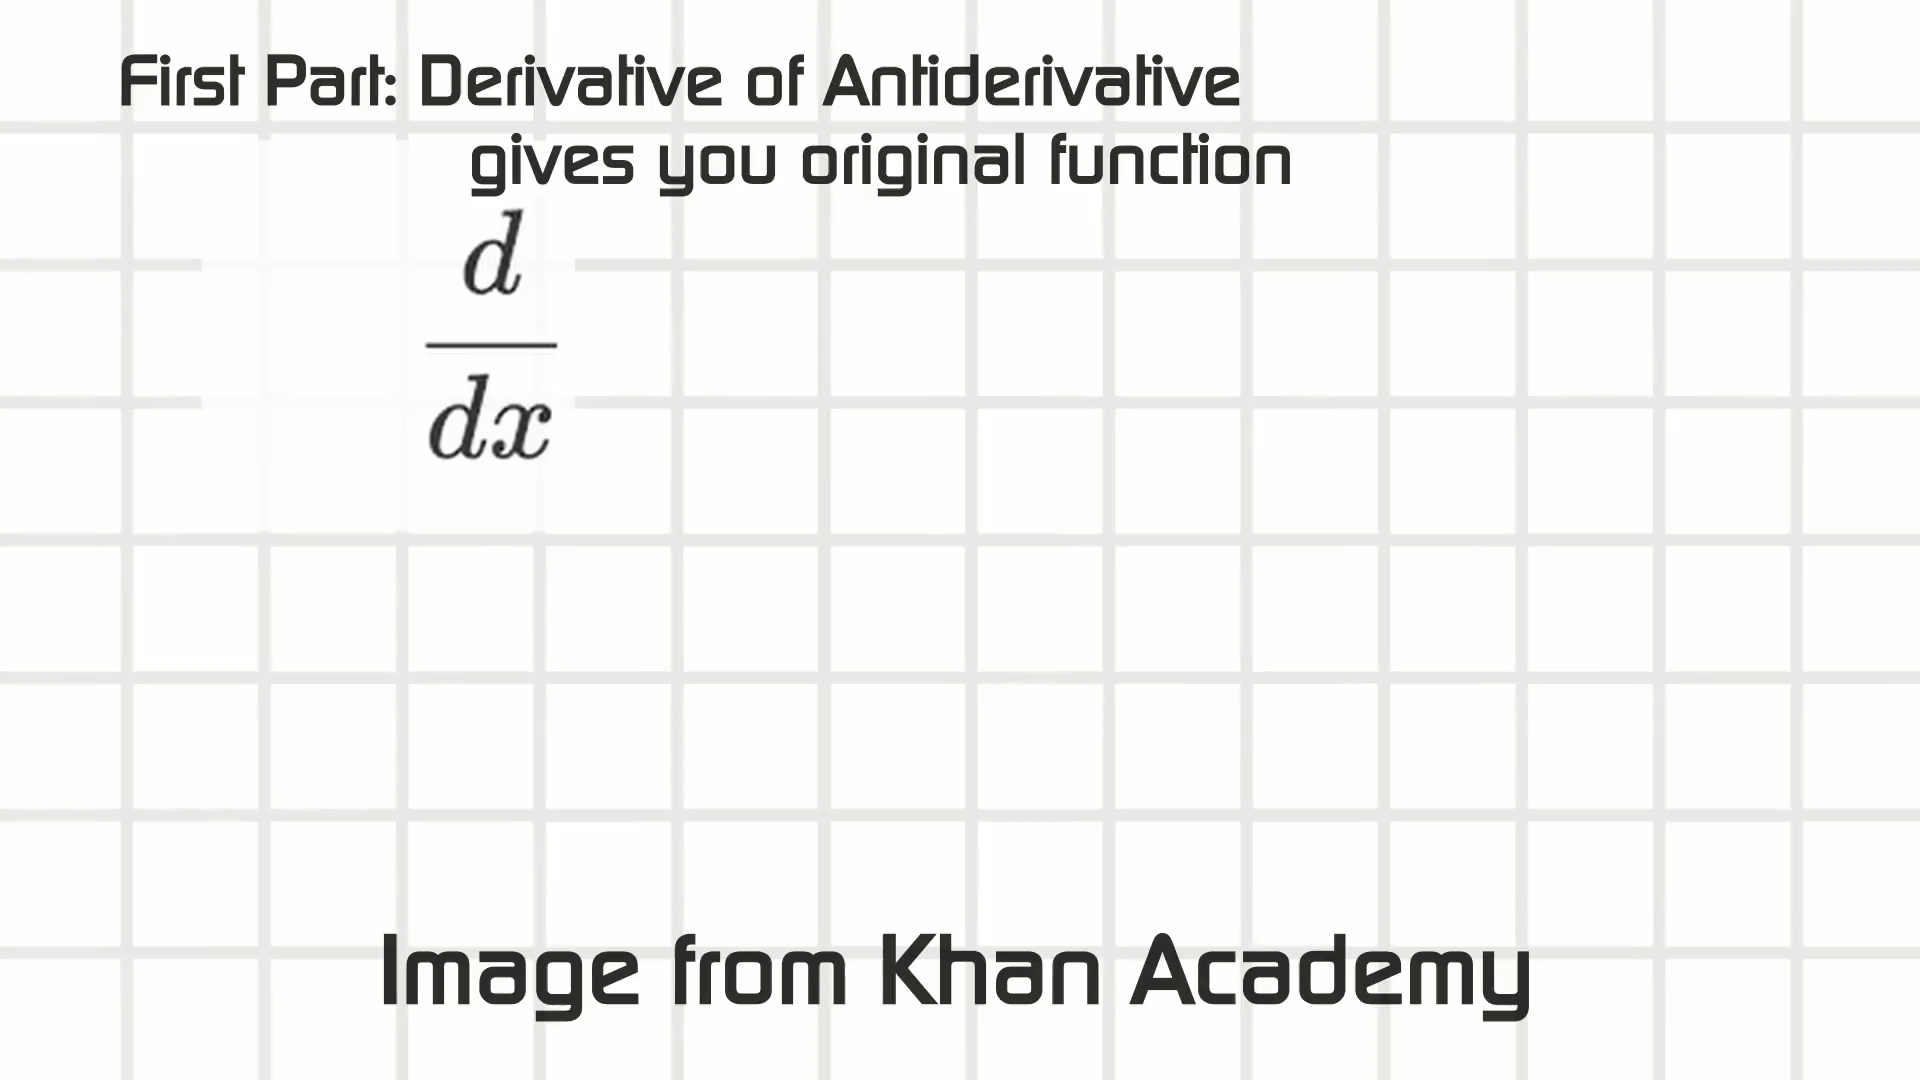 First Part: Derivative of Antiderivative
gives you original function
d
dx
Image from Khan Academy